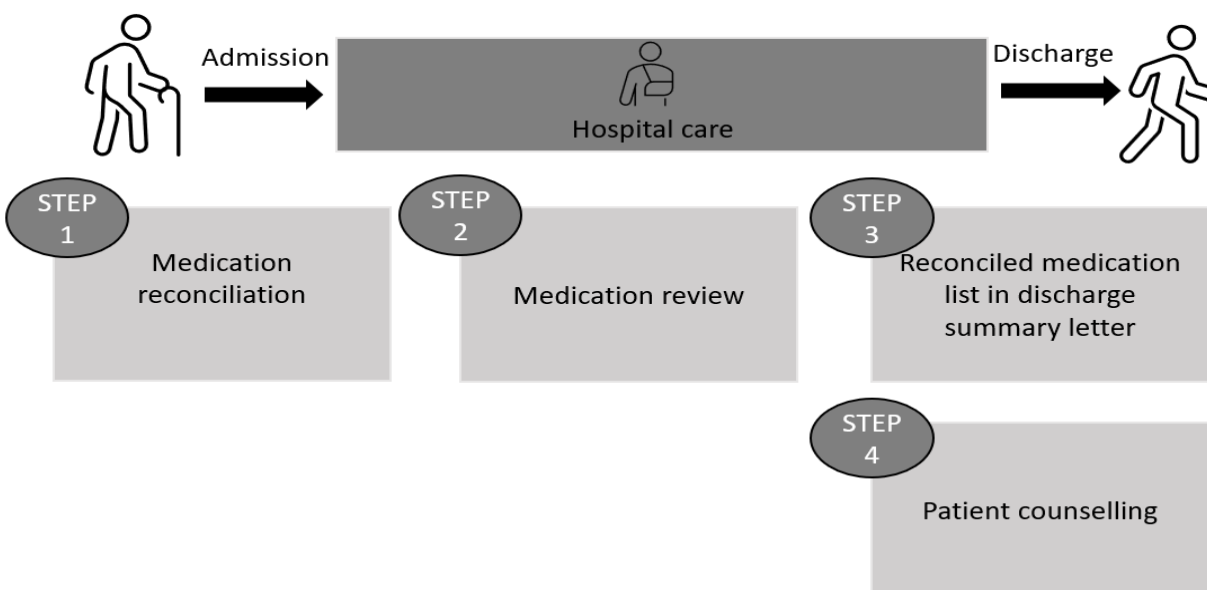 Admission
Hospital care
Discharge
STEP
1
Medication
reconciliation
STEP
2
Medication review
STEP
3
Reconciled medication
list in discharge
summary letter
STEP
4
Patient counselling